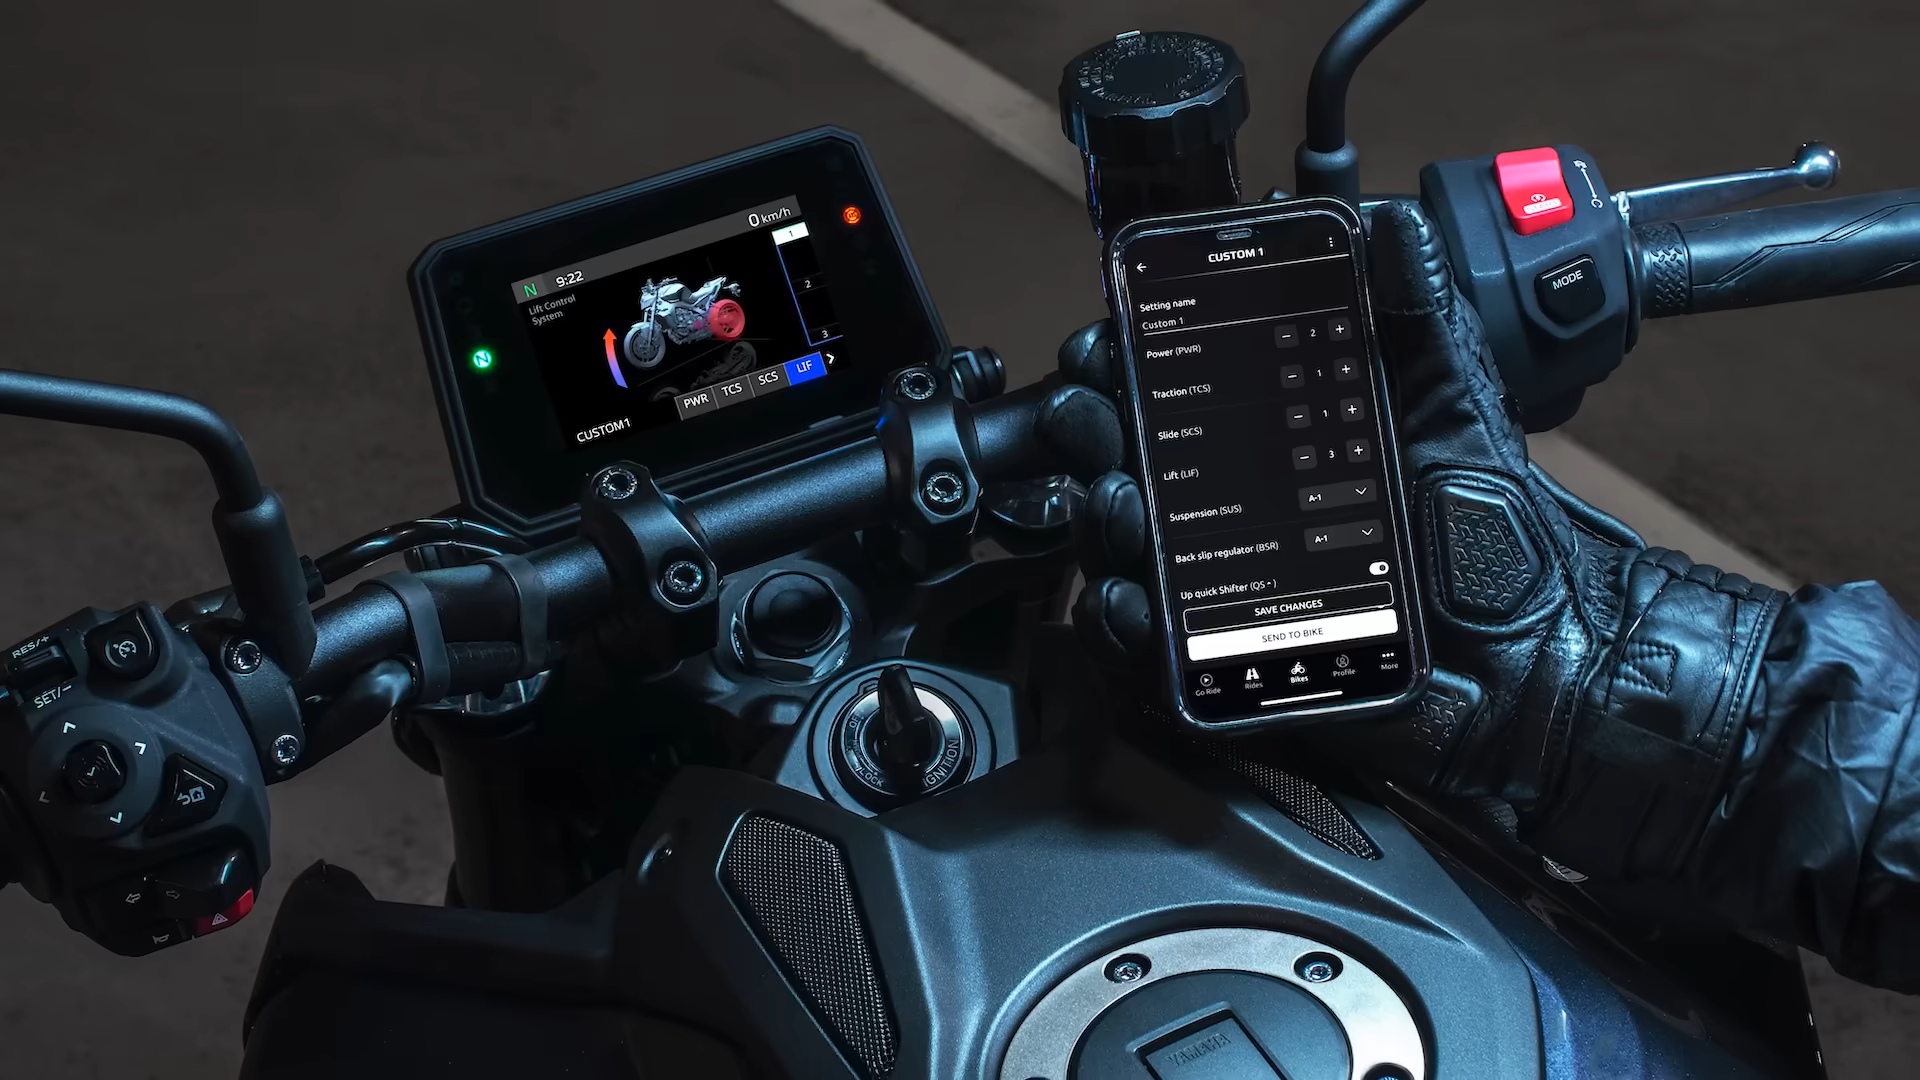 0 km/h
N 9:22
Lift Control
System
1
2
3
PWR TCS SCS LIF
CUSTOM1
N
CUSTOM 1
Setting name
Custom 1
Power (PWR) − 2 +
Traction (TCS) − 1 +
Slide (SCS) − 1 +
Lift (LIF) − 3 +
Suspension (SUS) A-1
Back slip regulator (BSR) A-1
Up quick Shifter (QS⌃)
SAVE CHANGES
SEND TO BIKE
Go Ride Rides Bikes Profile More
MODE
RES/+
SET/−
OFF
LOCK
IGNITION
YAMAHA